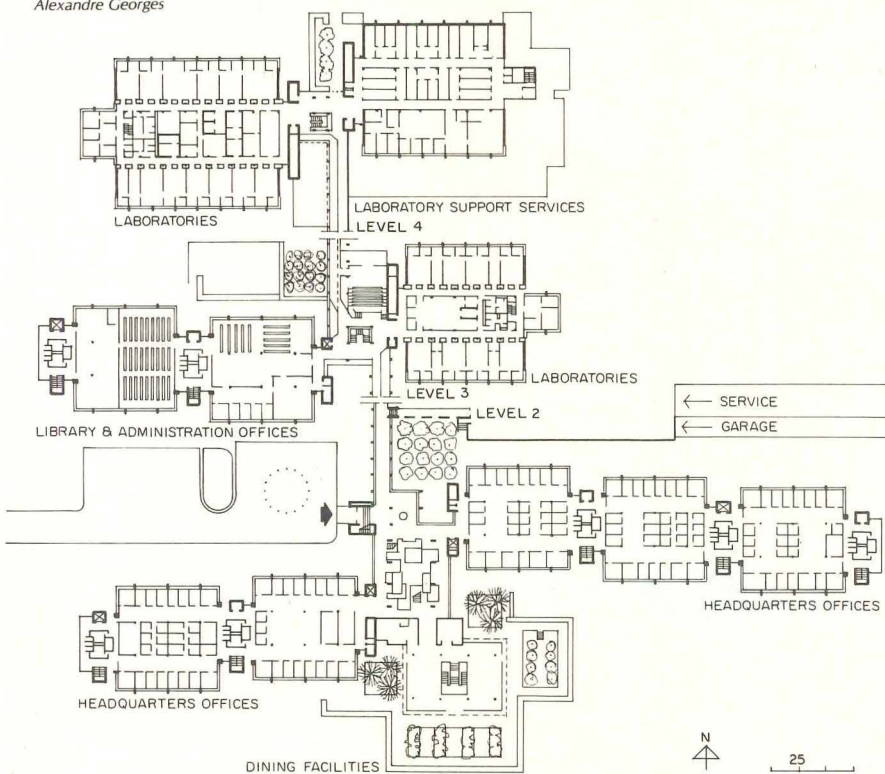 Alexandre Georges
LABORATORIES
LABORATORY SUPPORT SERVICES
LEVEL 4
LABORATORIES
LEVEL 3
LEVEL 2
← SERVICE
← GARAGE
LIBRARY & ADMINISTRATION OFFICES
HEADQUARTERS OFFICES
HEADQUARTERS OFFICES
DINING FACILITIES
N
25